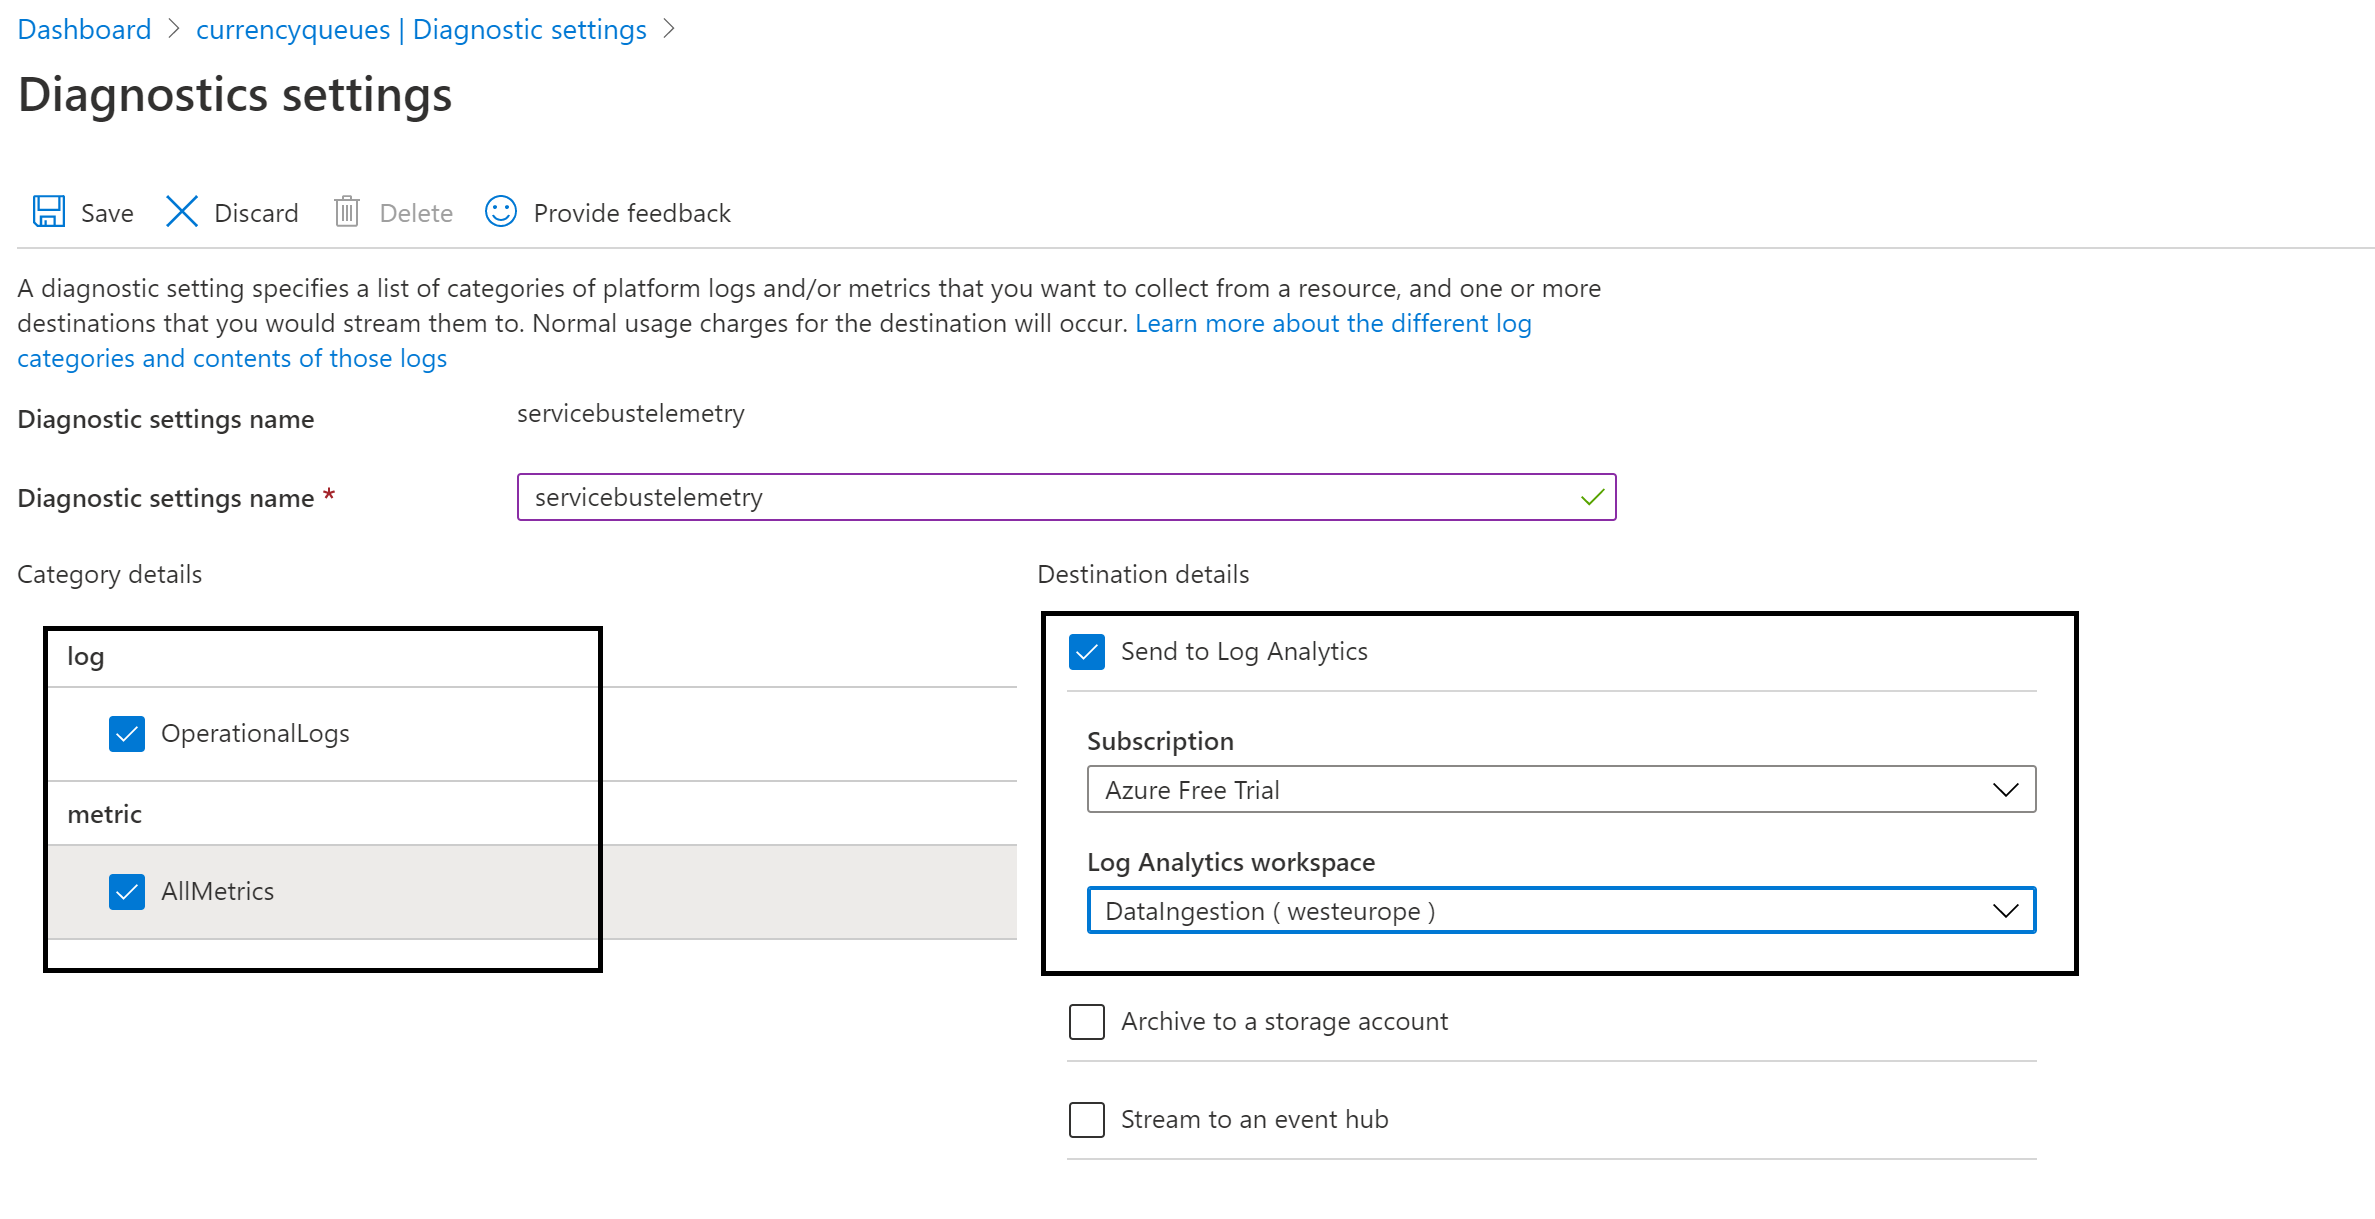 Dashboard > currencyqueues | Diagnostic settings >
Diagnostics settings
Save Discard Delete Provide feedback
A diagnostic setting specifies a list of categories of platform logs and/or metrics that you want to collect from a resource, and one or more
destinations that you would stream them to. Normal usage charges for the destination will occur. Learn more about the different log
categories and contents of those logs
Diagnostic settings name servicebustelemetry
Diagnostic settings name * servicebustelemetry
Category details
log
OperationalLogs
metric
AllMetrics
Destination details
Send to Log Analytics
Subscription
Azure Free Trial
Log Analytics workspace
DataIngestion ( westeurope )
Archive to a storage account
Stream to an event hub